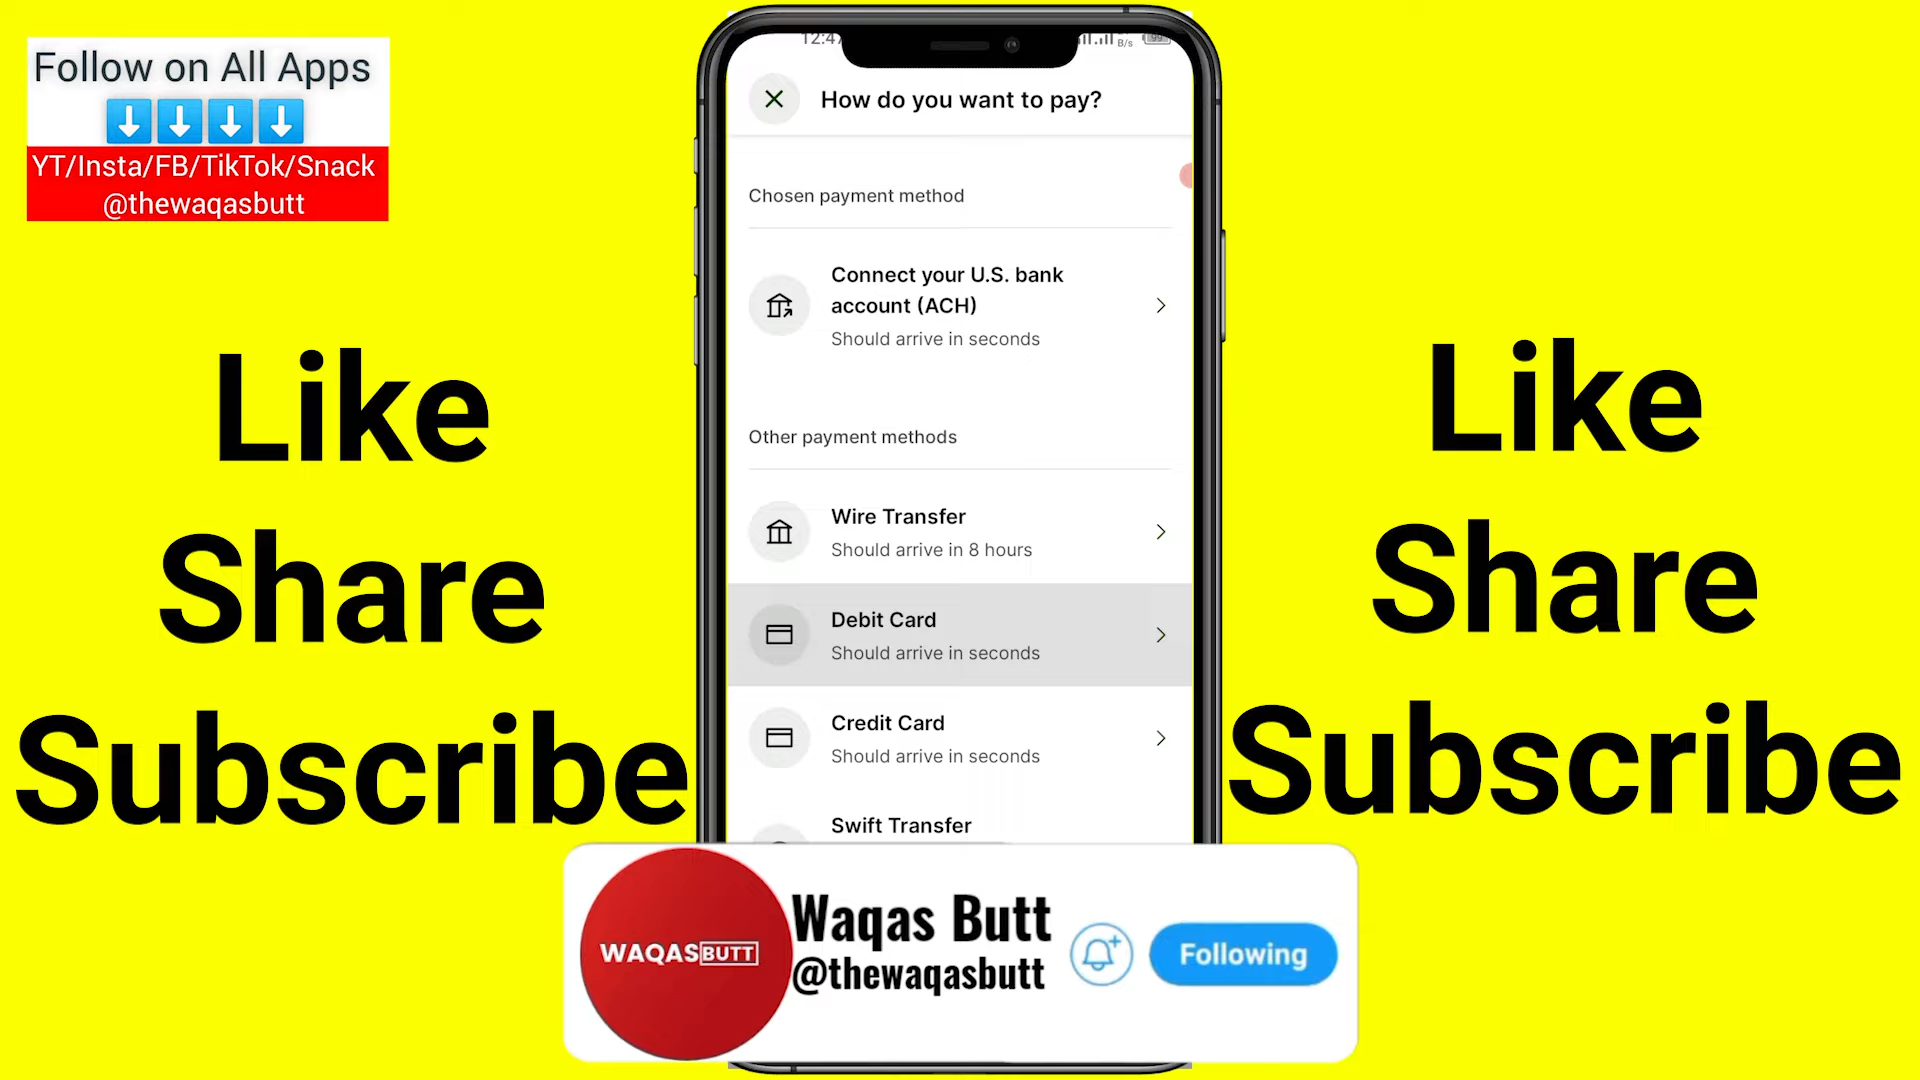 Follow on All Apps
YT/Insta/FB/TikTok/Snack
@thewaqasbutt
Like
Share
Subscribe
12:47
B/s
99
How do you want to pay?
Chosen payment method
Connect your U.S. bank
account (ACH)
Should arrive in seconds
Other payment methods
Wire Transfer
Should arrive in 8 hours
Debit Card
Should arrive in seconds
Credit Card
Should arrive in seconds
Swift Transfer
Like
Share
Subscribe
WAQASBUTT
Waqas Butt
@thewaqasbutt
Following